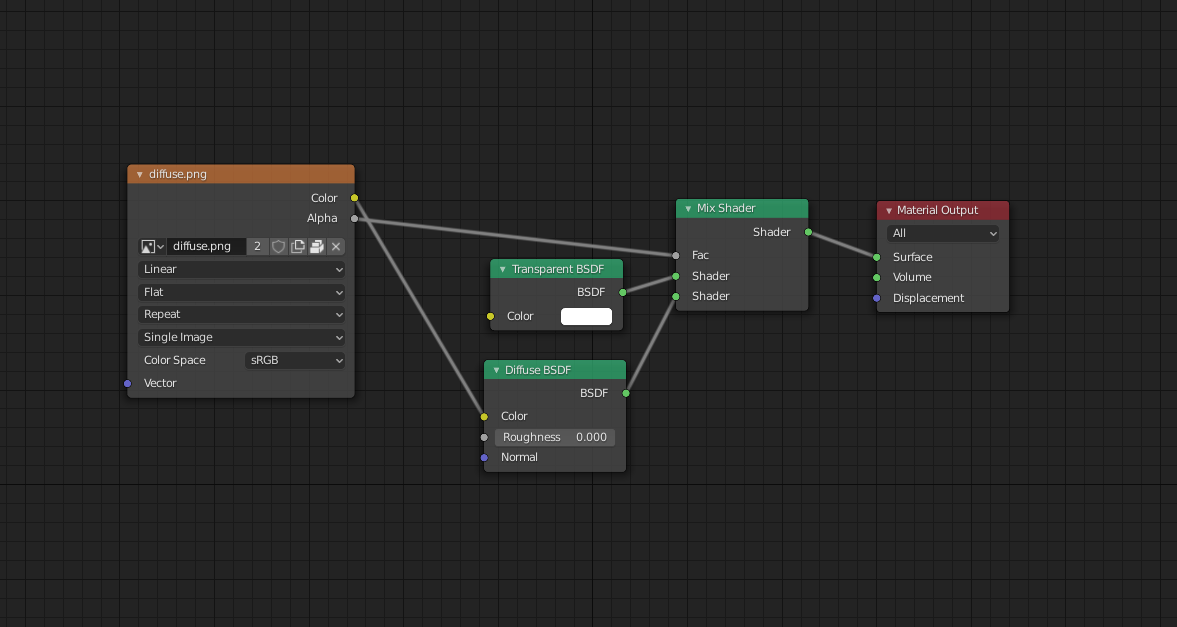 diffuse.png
Color
Alpha
diffuse.png 2
Linear
Flat
Repeat
Single Image
Color Space sRGB
Vector
Transparent BSDF
BSDF
Color
Diffuse BSDF
BSDF
Color
Roughness 0.000
Normal
Mix Shader
Shader
Fac
Shader
Shader
Material Output
All
Surface
Volume
Displacement